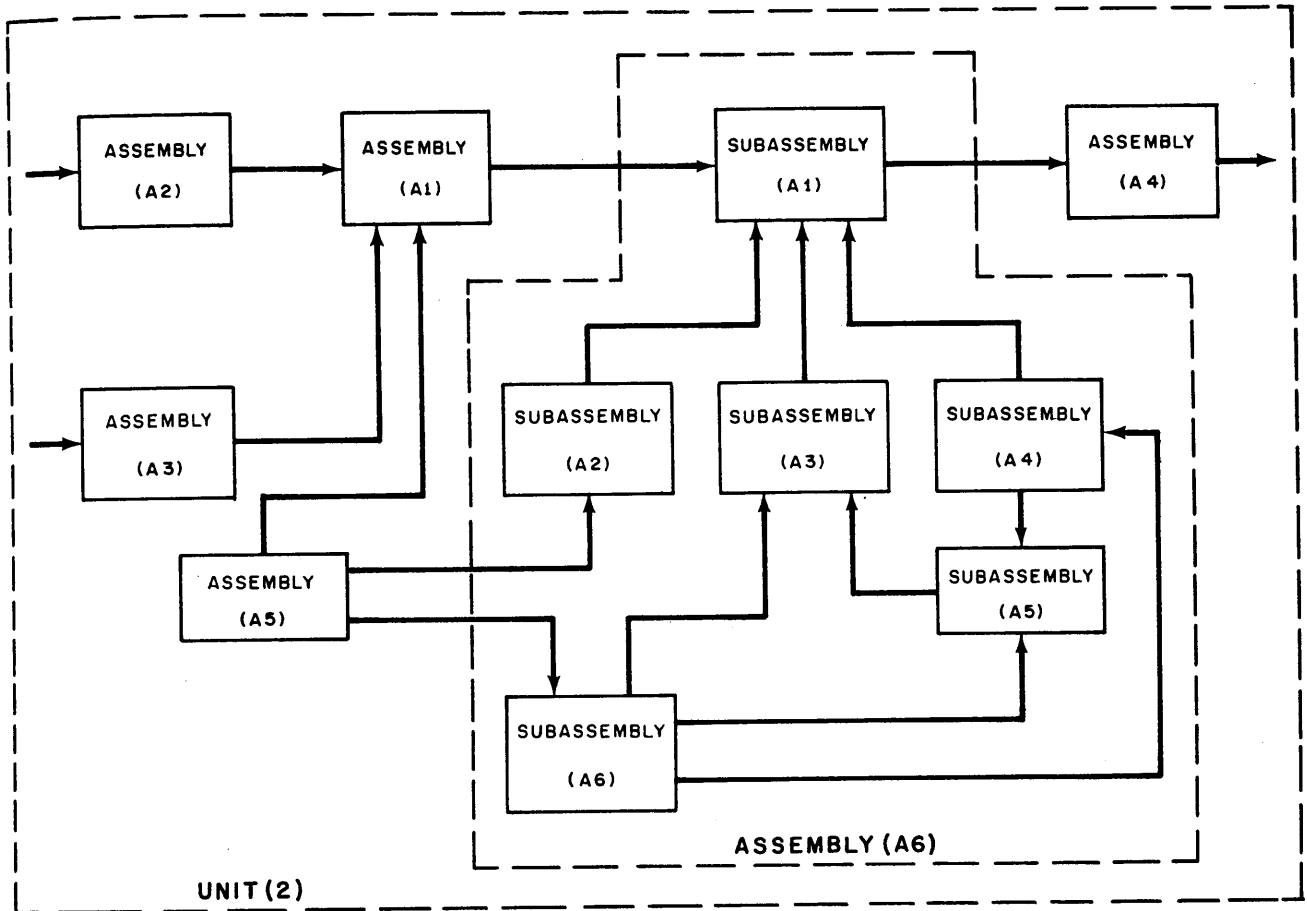 ASSEMBLY
(A2)
ASSEMBLY
(A1)
SUBASSEMBLY
(A1)
ASSEMBLY
(A4)
ASSEMBLY
(A3)
SUBASSEMBLY
(A2)
SUBASSEMBLY
(A3)
SUBASSEMBLY
(A4)
ASSEMBLY
(A5)
SUBASSEMBLY
(A5)
SUBASSEMBLY
(A6)
ASSEMBLY (A6)
UNIT (2)